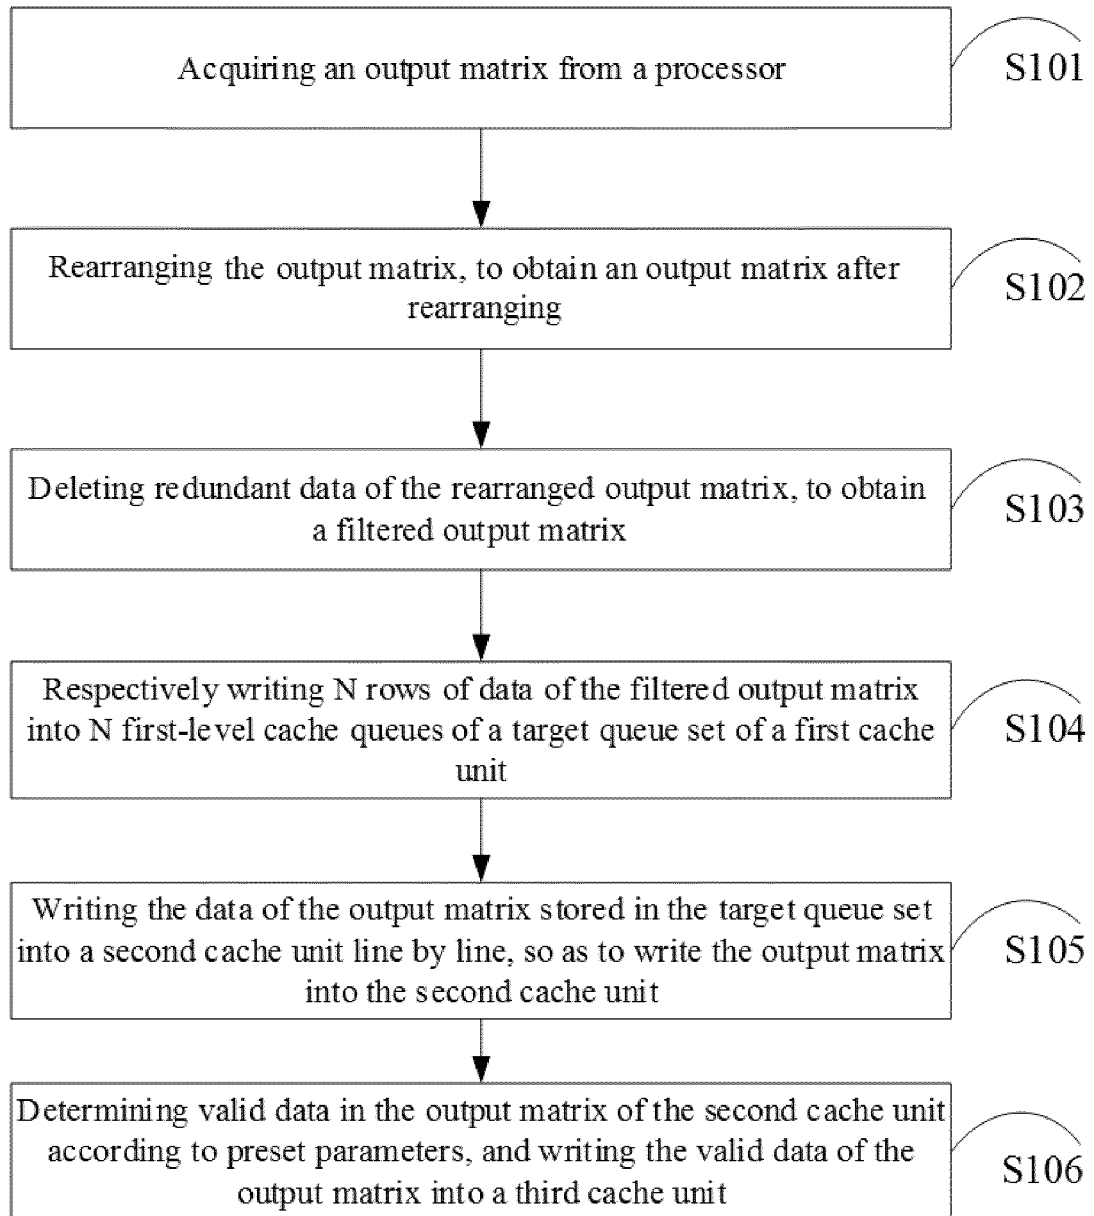 Acquiring an output matrix from a processor
S101
Rearranging the output matrix, to obtain an output matrix after
rearranging
S102
Deleting redundant data of the rearranged output matrix, to obtain
a filtered output matrix
S103
Respectively writing N rows of data of the filtered output matrix
into N first-level cache queues of a target queue set of a first cache
unit
S104
Writing the data of the output matrix stored in the target queue set
into a second cache unit line by line, so as to write the output matrix
into the second cache unit
S105
Determining valid data in the output matrix of the second cache unit
according to preset parameters, and writing the valid data of the
output matrix into a third cache unit
S106